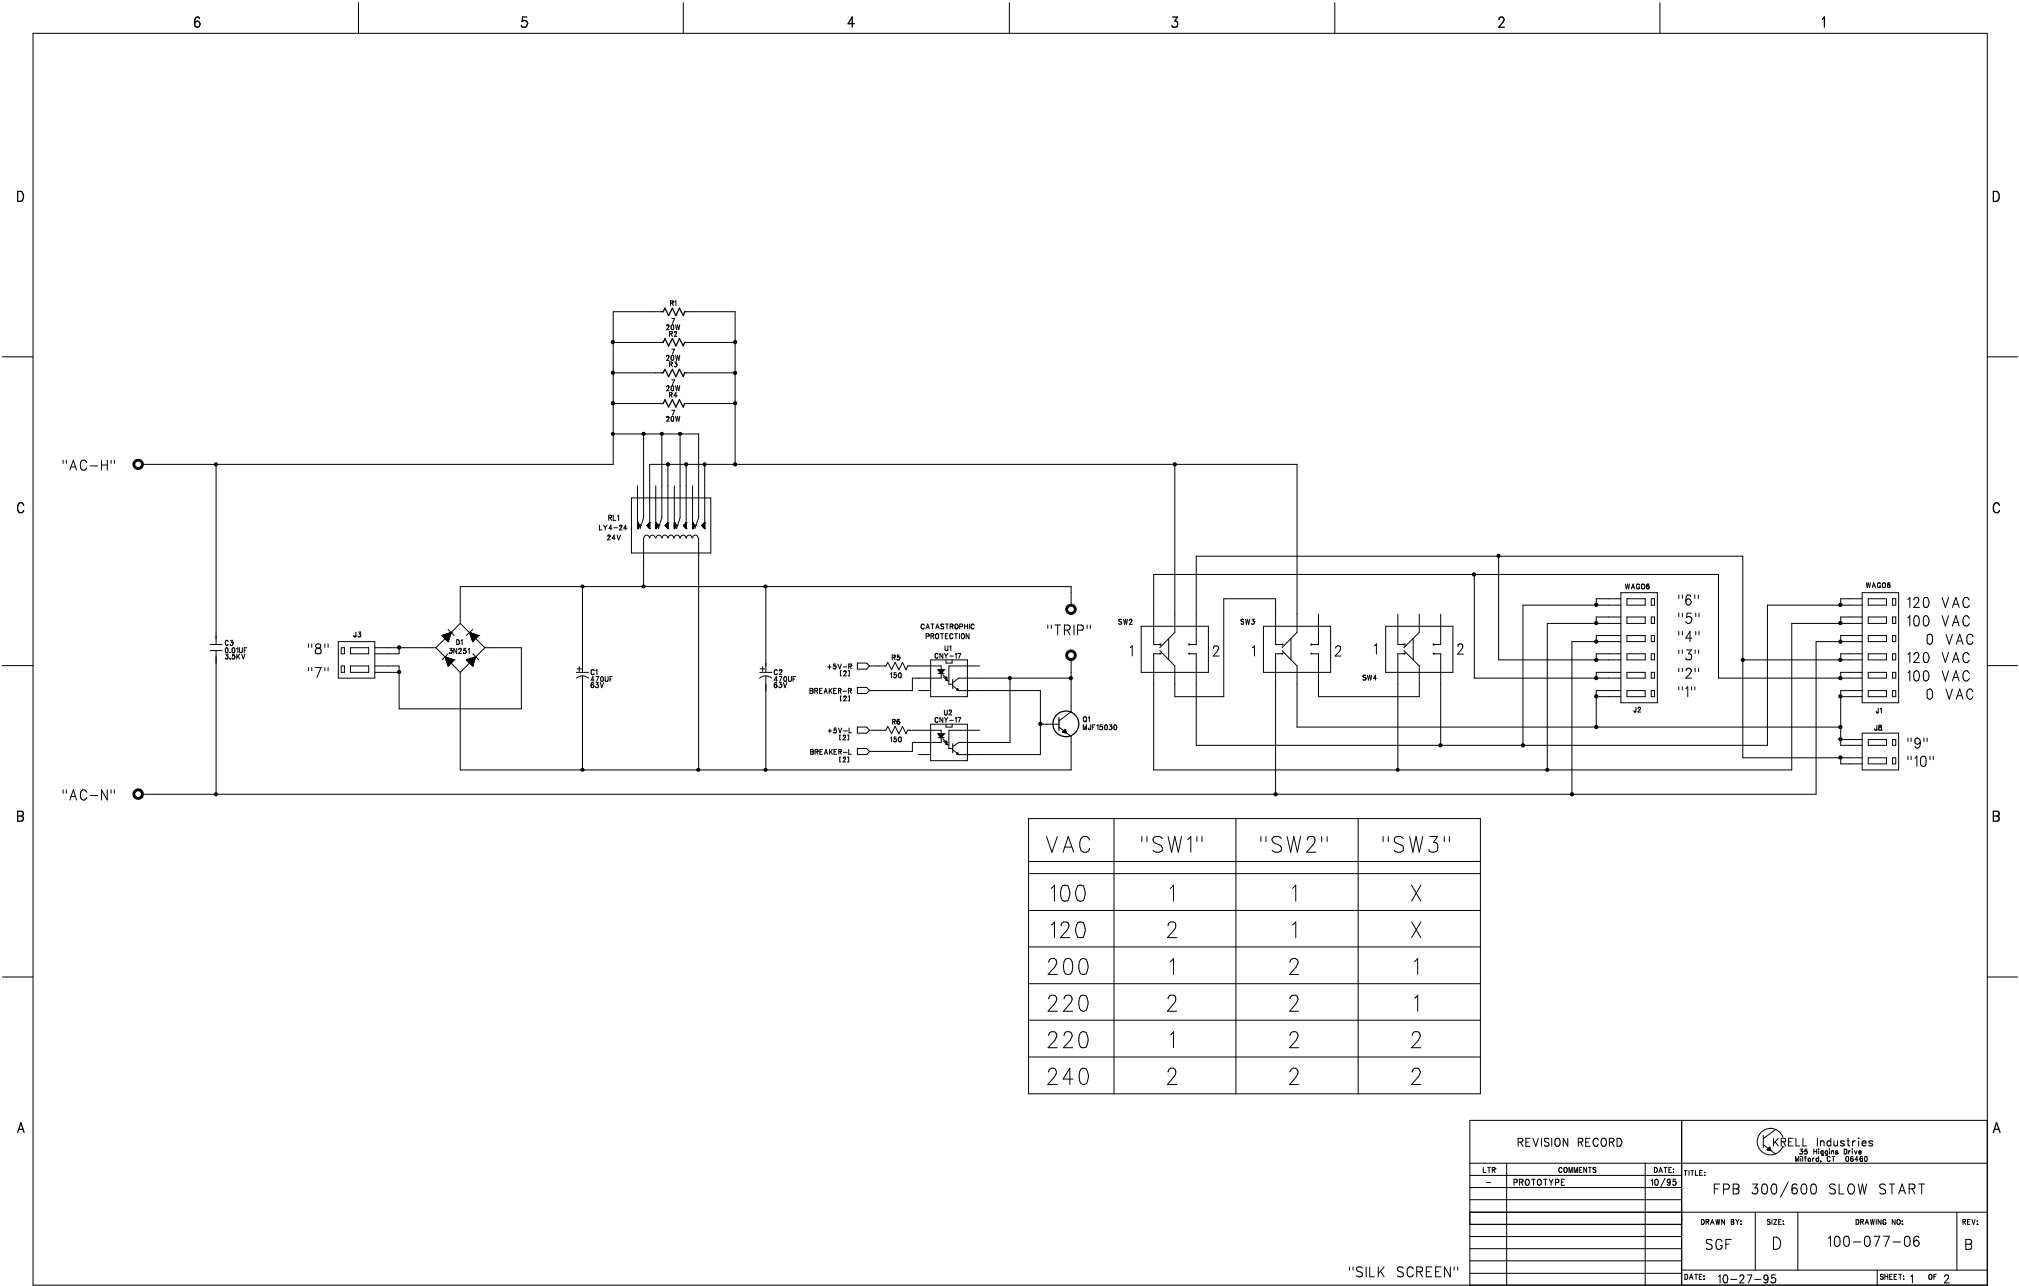 6 5 4 3 2 1
D D
C C
B B
A A
R1
7
20W
R2
7
20W
R3
7
20W
R4
7
20W
"AC-H"
"AC-N"
RL1
LY4-24
24V
C3
0.01UF
3.5KV
J3
"8"
"7"
D1
3N251
C1
470UF
63V
C2
470UF
63V
CATASTROPHIC
PROTECTION
U1
CNY-17
+5V-R
[2]
R5
150
BREAKER-R
[2]
U2
CNY-17
+5V-L
[2]
R6
150
BREAKER-L
[2]
"TRIP"
Q1
MJF15030
SW2
1 2
SW3
1 2
SW4
1 2
WAGO6
"6"
"5"
"4"
"3"
"2"
"1"
J2
WAGO6
120 VAC
100 VAC
0 VAC
120 VAC
100 VAC
0 VAC
J1
J8
"9"
"10"
VAC "SW1" "SW2" "SW3"
100 1 1 X
120 2 1 X
200 1 2 1
220 2 2 1
220 1 2 2
240 2 2 2
REVISION RECORD
LTR COMMENTS DATE:
- PROTOTYPE 10/95
KRELL Industries
35 Higgins Drive
Milford, CT 06460
TITLE:
FPB 300/600 SLOW START
DRAWN BY: SIZE: DRAWING NO: REV:
SGF D 100-077-06 B
DATE: 10-27-95 SHEET: 1 OF 2
"SILK SCREEN"